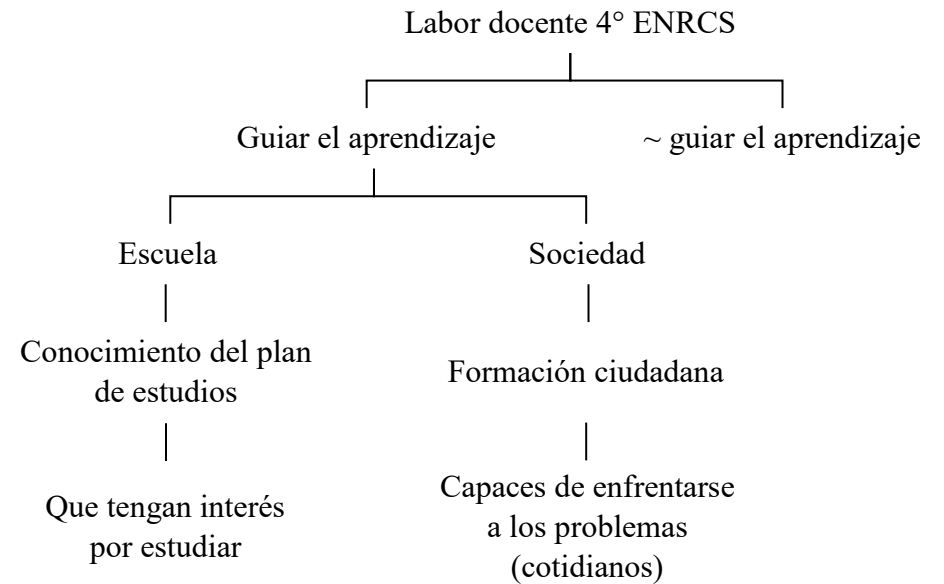 Labor docente 4° ENRCS
Guiar el aprendizaje
~ guiar el aprendizaje
Escuela
Sociedad
Conocimiento del plan
de estudios
Formación ciudadana
Que tengan interés
por estudiar
Capaces de enfrentarse
a los problemas
(cotidianos)